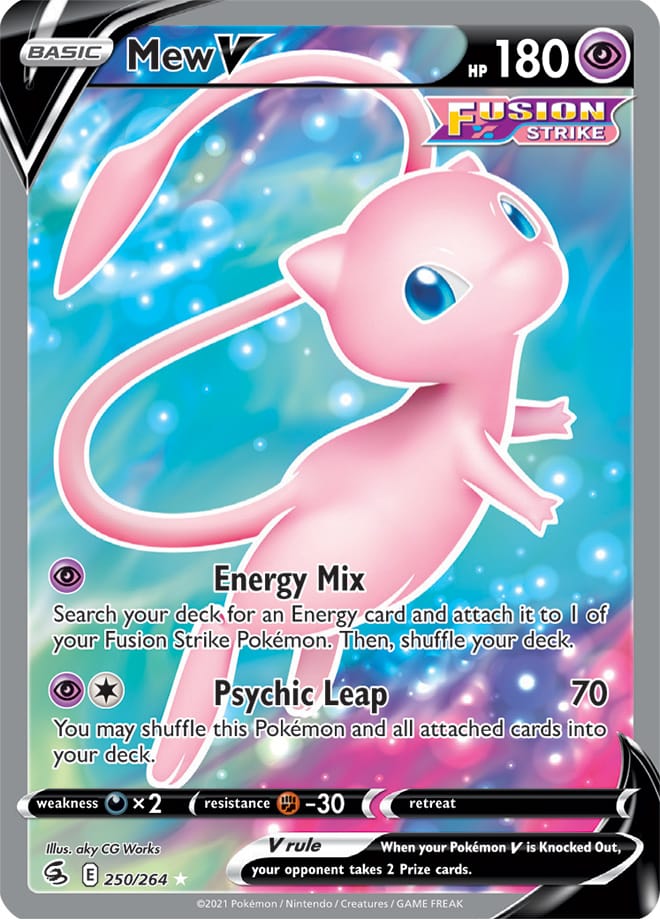 BASIC Mew V HP 180
FUSION
STRIKE
Energy Mix
Search your deck for an Energy card and attach it to 1 of
your Fusion Strike Pokémon. Then, shuffle your deck.
Psychic Leap 70
You may shuffle this Pokémon and all attached cards into
your deck.
weakness ×2 resistance -30 retreat
Illus. aky CG Works
V rule When your Pokémon V is Knocked Out,
your opponent takes 2 Prize cards.
E 250/264
©2021 Pokémon / Nintendo / Creatures / GAME FREAK